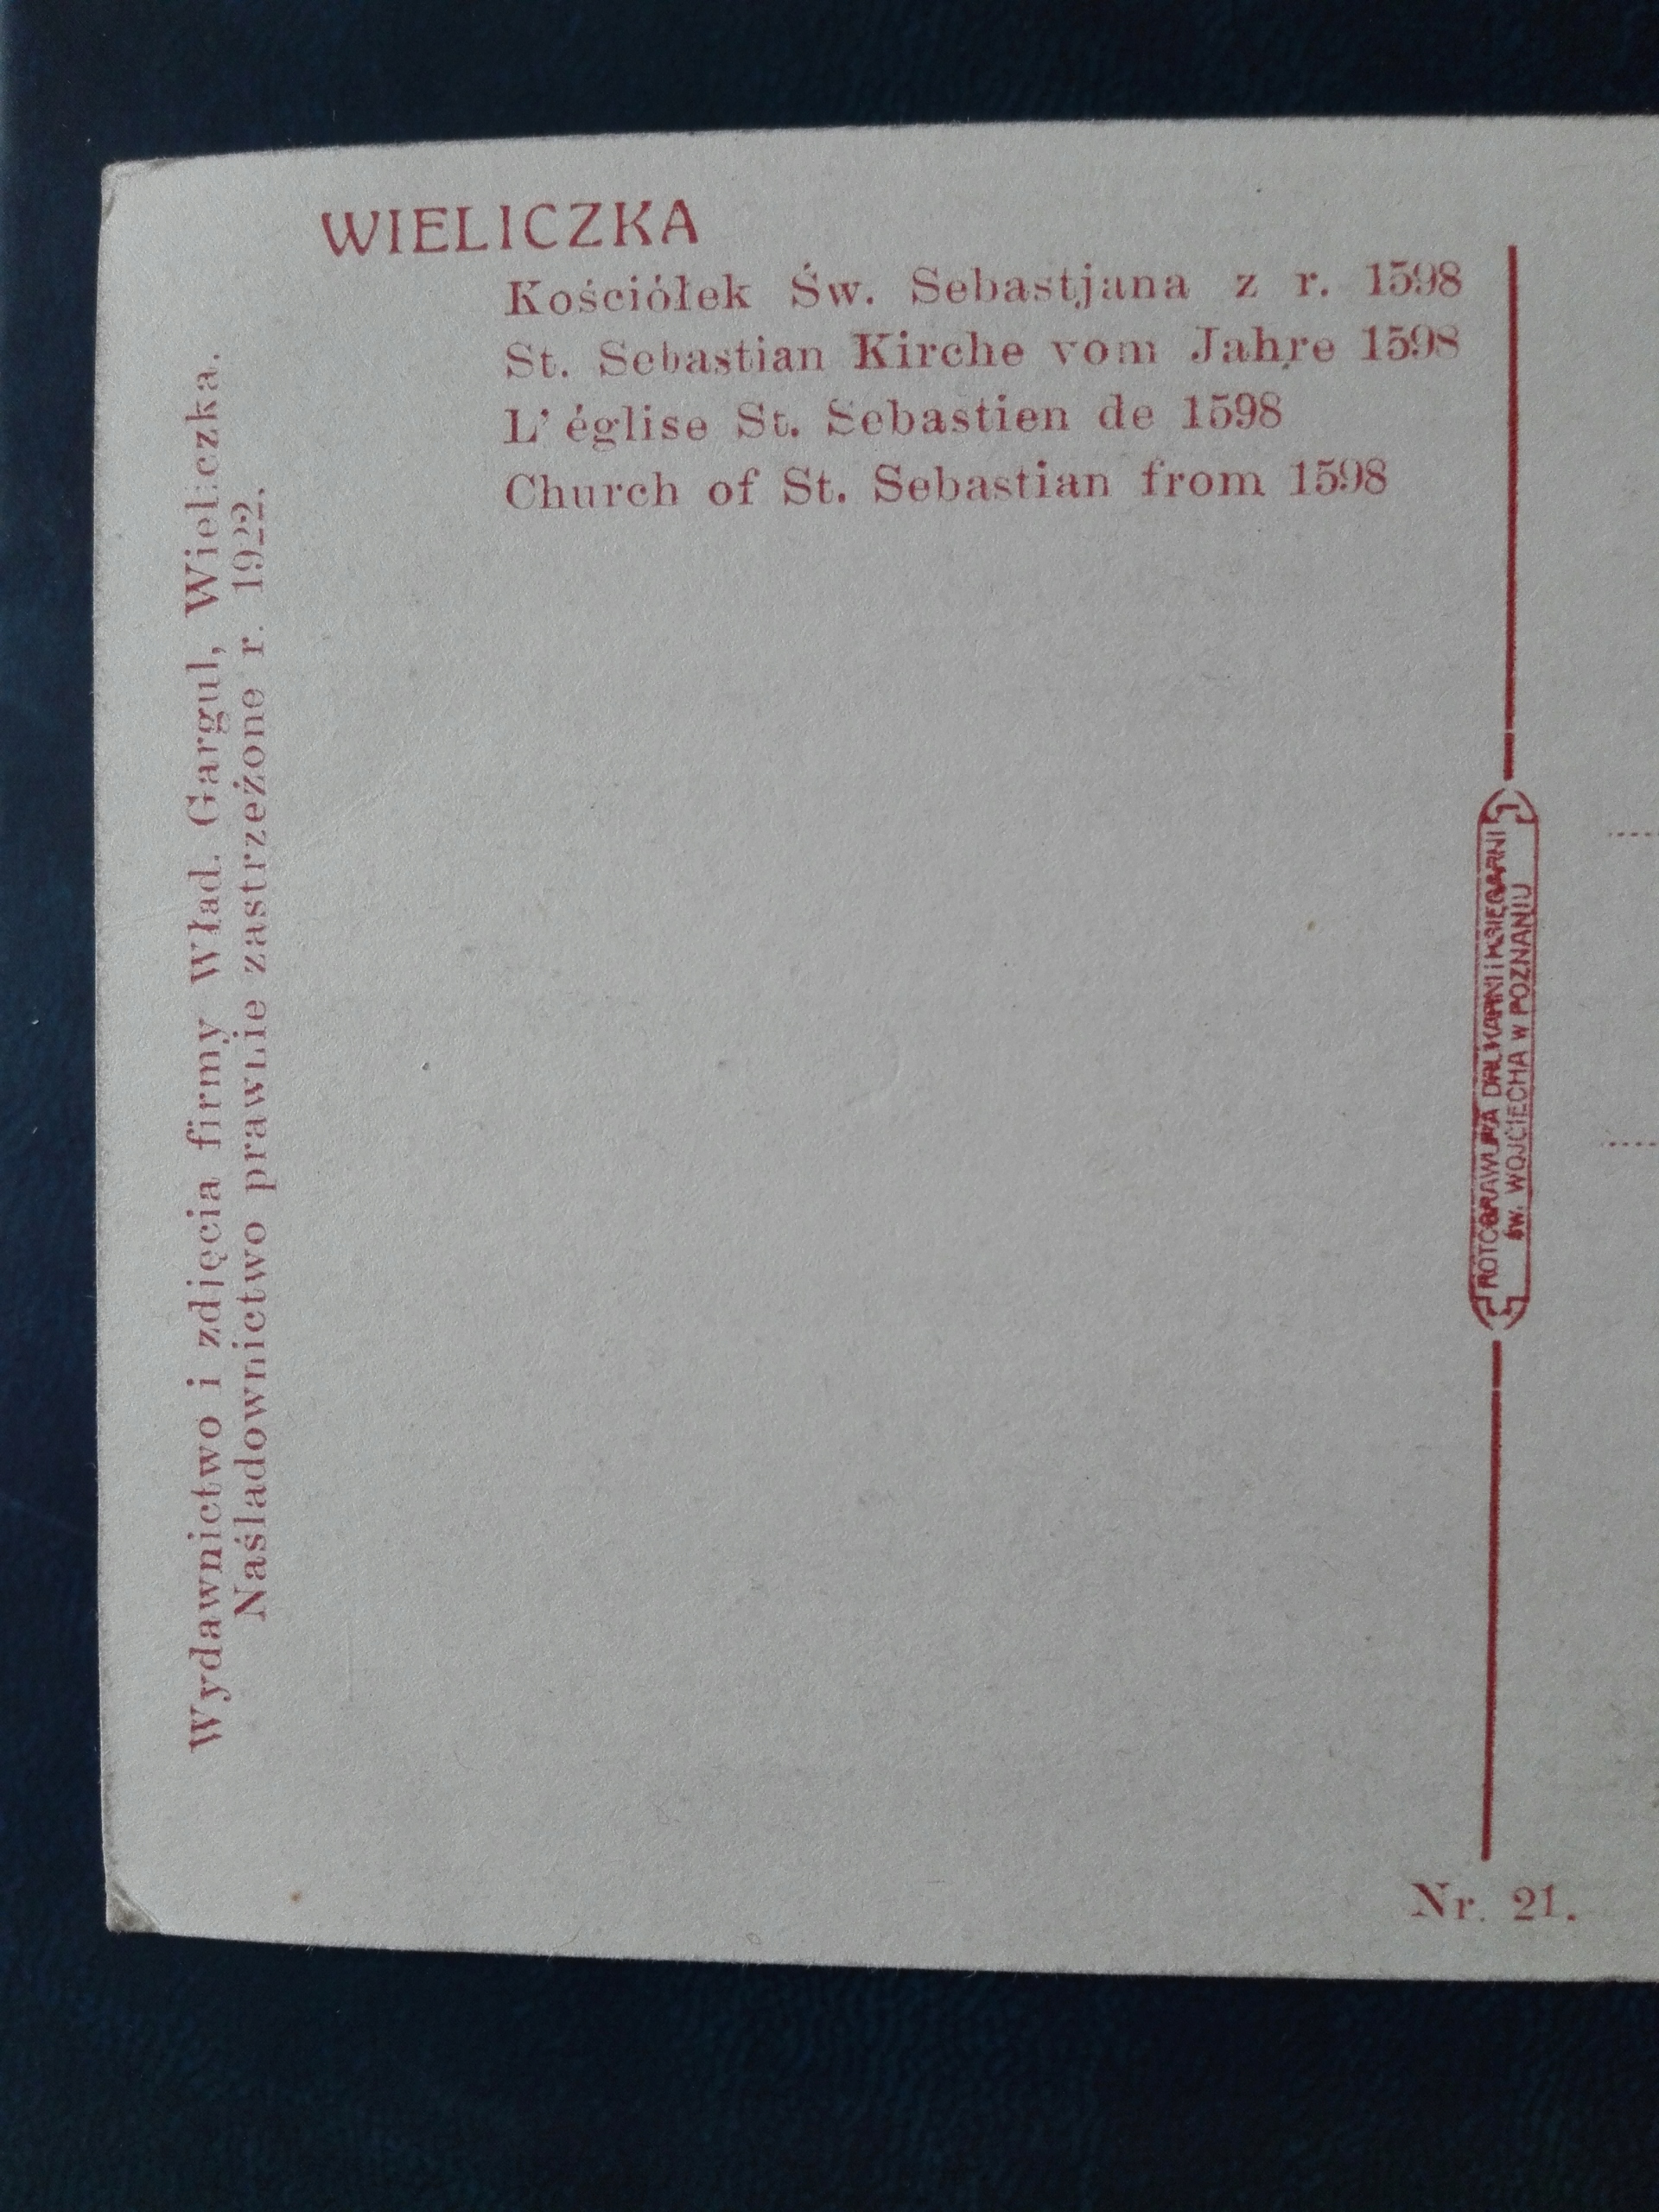 WIELICZKA
Kościółek Św. Sebastjana z r. 1598
St. Sebastian Kirche vom Jahre 1598
L'église St. Sebastien de 1598
Church of St. Sebastian from 1598
Wydawnictwo i zdjęcia firmy Wład. Gargul, Wieliczka.
Naśladownictwo prawnie zastrzeżone r. 1922.
ROTOGRAWURA DRUKARNI i KSIĘGARNI
św. WOJCIECHA W POZNANIU
Nr. 21.